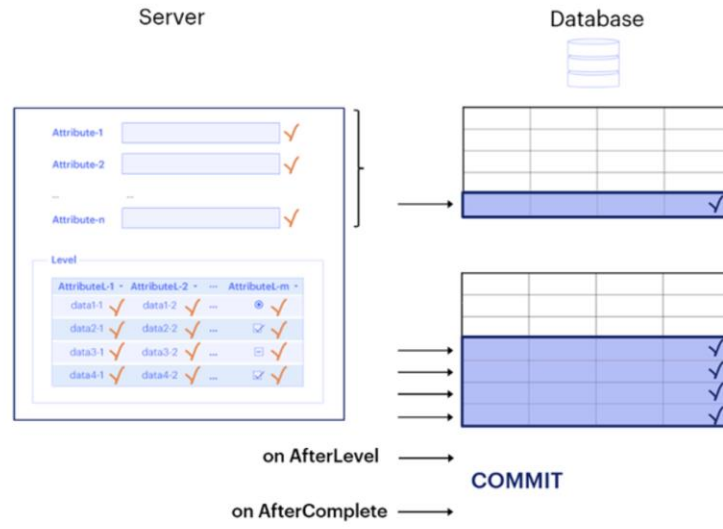 Server
Database
Attribute-1
Attribute-2
... ...
Attribute-n
Level
AttributeL-1 AttributeL-2 ... AttributeL-m
data1-1 data1-2 ...
data2-1 data2-2 ...
data3-1 data3-2 ...
data4-1 data4-2 ...
on AfterLevel
COMMIT
on AfterComplete